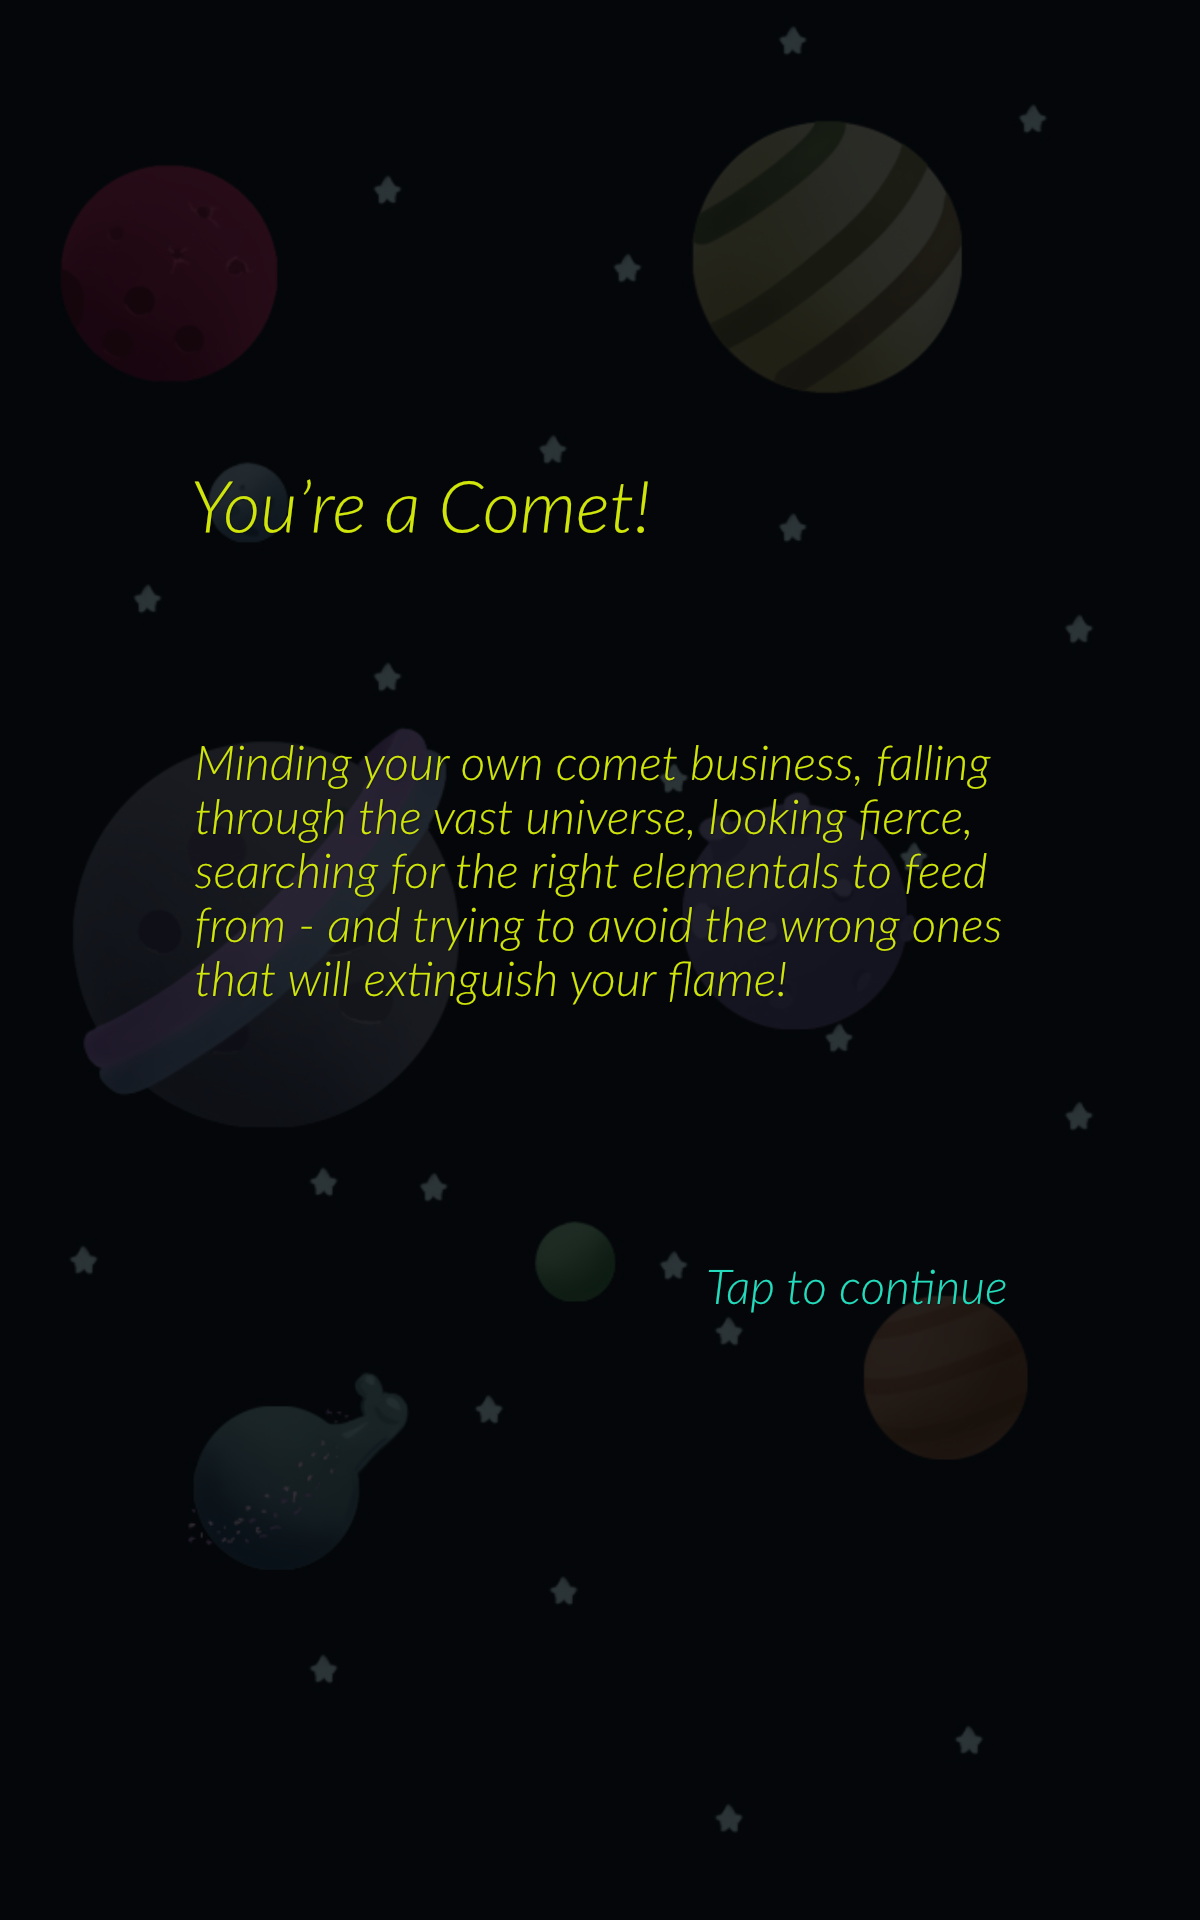 You’re a Comet!
Minding your own comet business, falling
through the vast universe, looking fierce,
searching for the right elementals to feed
from - and trying to avoid the wrong ones
that will extinguish your flame!
Tap to continue